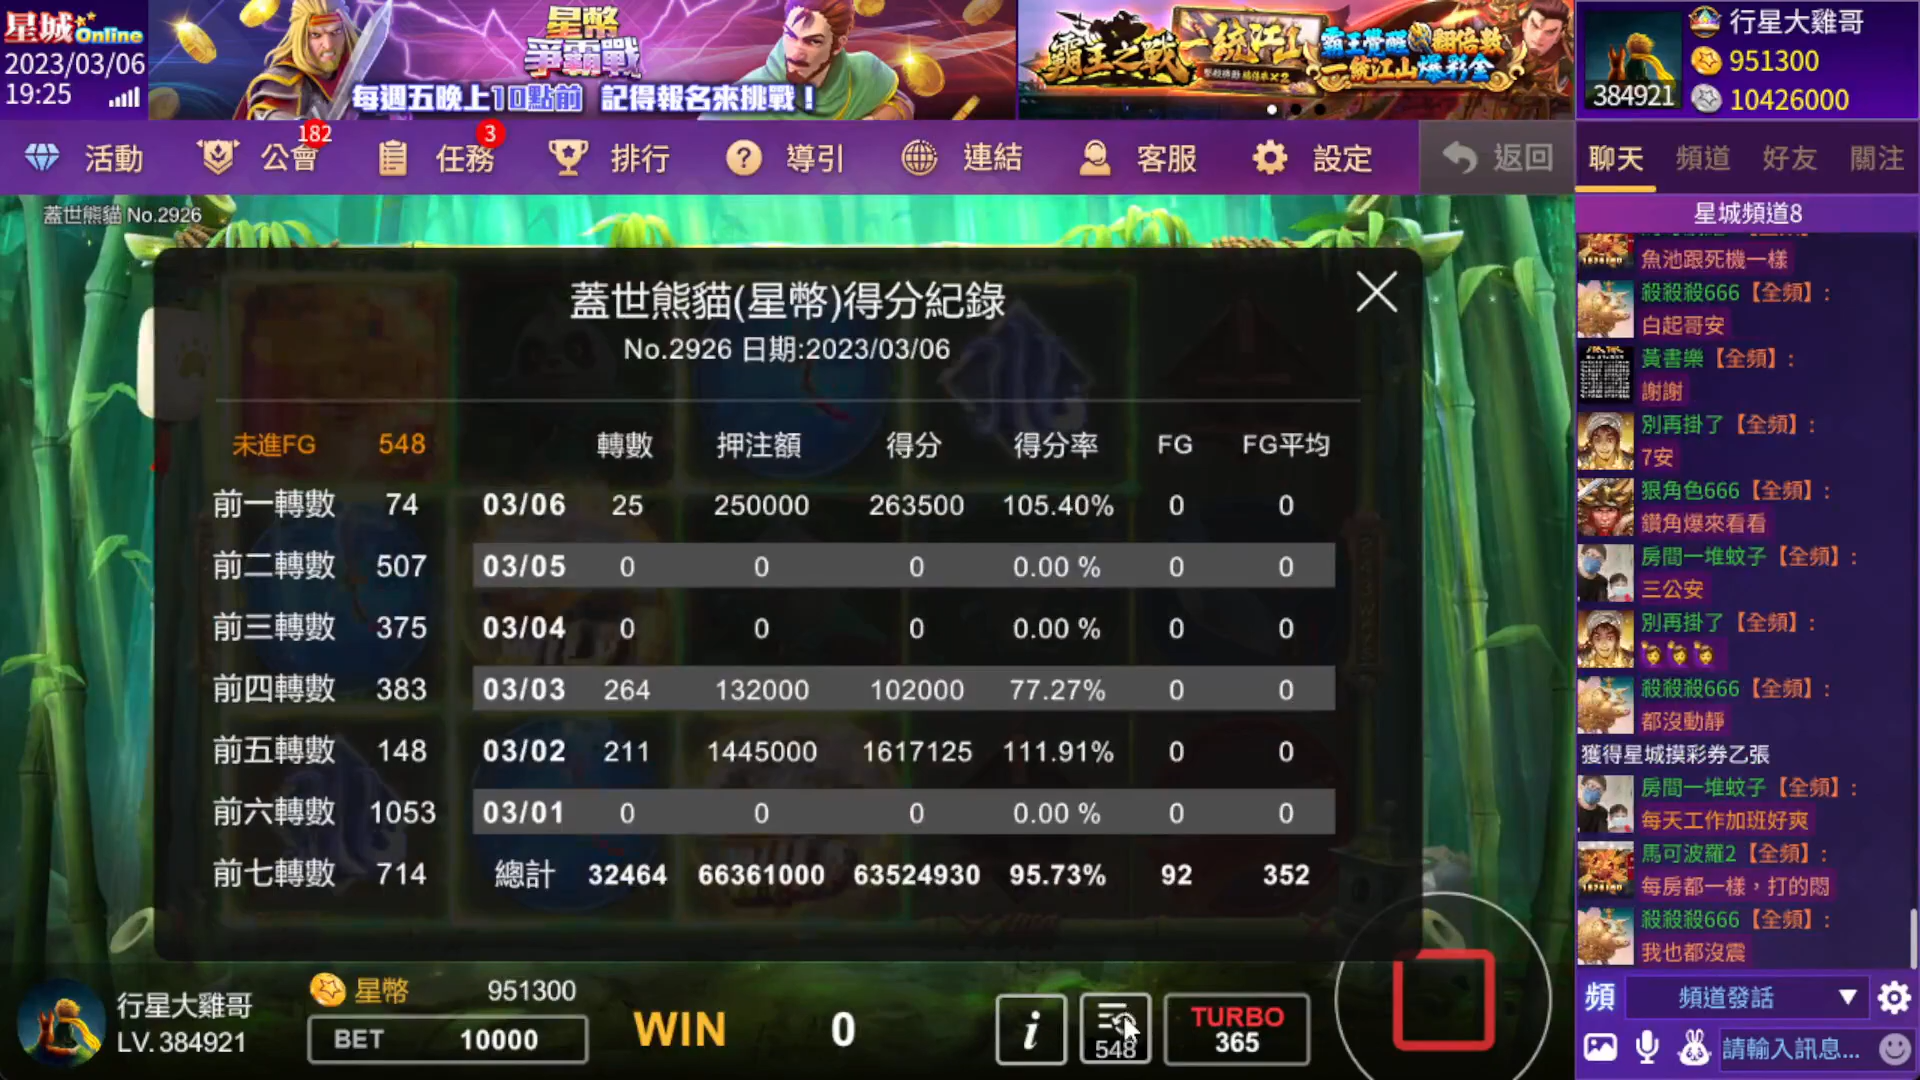 星城Online
2023/03/06
19:25
星幣
爭霸戰
每週五晚上10點前 記得報名來挑戰！
霸王之戰 一統江山
霸王覺醒 翻倍數
一統江山爆彩金
384921
行星大雞哥
951300
10426000
活動
公會
182
任務
3
排行
導引
連結
客服
設定
返回
聊天
頻道
好友
關注
蓋世熊貓 No.2926
蓋世熊貓(星幣)得分紀錄
No.2926 日期:2023/03/06
未進FG 548 轉數 押注額 得分 得分率 FG FG平均
前一轉數 74 03/06 25 250000 263500 105.40% 0 0
前二轉數 507 03/05 0 0 0 0.00 % 0 0
前三轉數 375 03/04 0 0 0 0.00 % 0 0
前四轉數 383 03/03 264 132000 102000 77.27% 0 0
前五轉數 148 03/02 211 1445000 1617125 111.91% 0 0
前六轉數 1053 03/01 0 0 0 0.00 % 0 0
前七轉數 714 總計 32464 66361000 63524930 95.73% 92 352
行星大雞哥
LV.384921
星幣 951300
BET 10000
WIN 0
i
548
TURBO
365
星城頻道8
魚池跟死機一樣
殺殺殺666【全頻】:
白起哥安
黃書樂【全頻】:
謝謝
別再掛了【全頻】:
7安
狠角色666【全頻】:
鑽角爆來看看
房間一堆蚊子【全頻】:
三公安
別再掛了【全頻】:
殺殺殺666【全頻】:
都沒動靜
獲得星城摸彩券乙張
房間一堆蚊子【全頻】:
每天工作加班好爽
馬可波羅2【全頻】:
每房都一樣，打的悶
殺殺殺666【全頻】:
我也都沒震
頻 頻道發話
請輸入訊息...